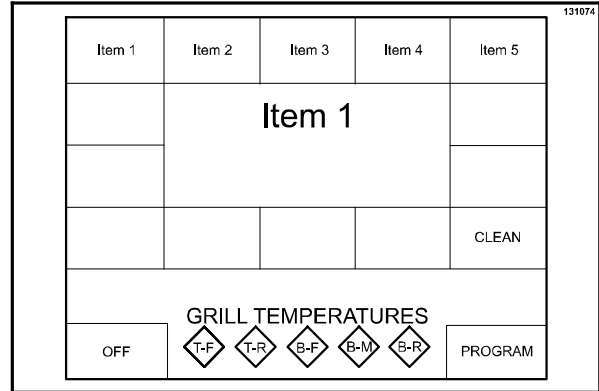 131074
Item 1 Item 2 Item 3 Item 4 Item 5
Item 1
CLEAN
GRILL TEMPERATURES
OFF T-F T-R B-F B-M B-R PROGRAM